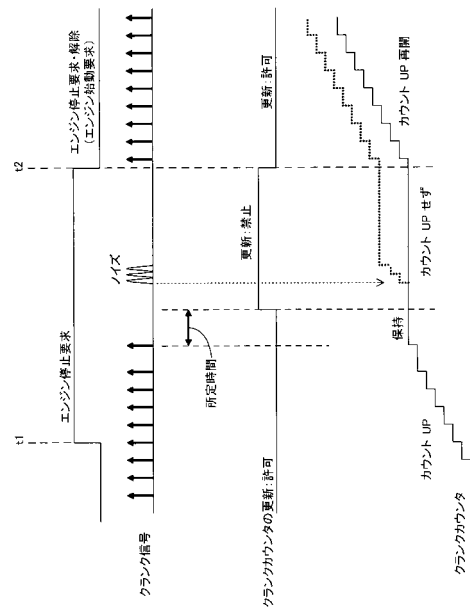 t1
t2
エンジン停止要求
エンジン停止要求・解除
(エンジン始動要求)
クランク信号
ノイズ
所定時間
クランクカウンタの更新:許可
更新:禁止
更新:許可
クランクカウンタ
カウント UP
保持
カウント UP せず
カウント UP 再開